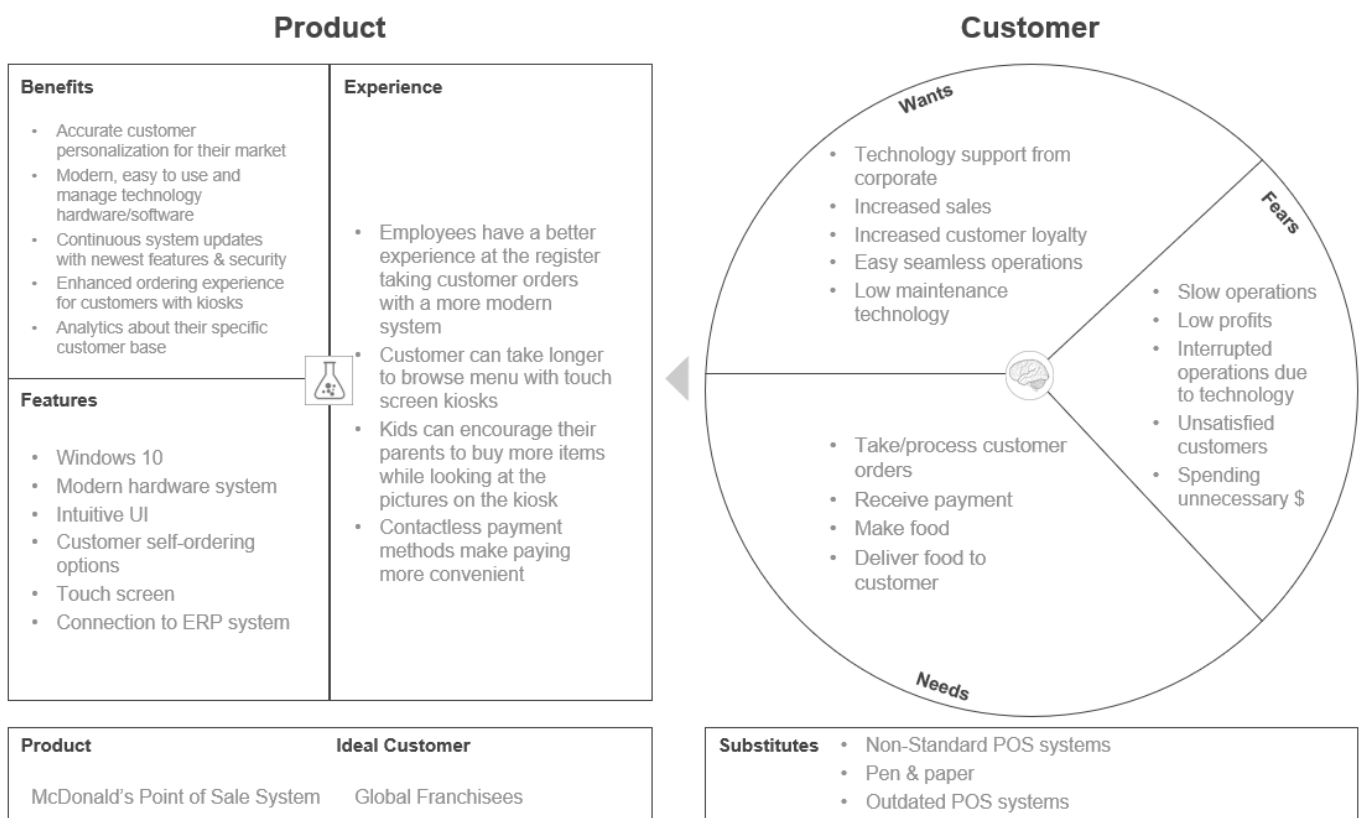 Product
Benefits
• Accurate customer
personalization for their market
• Modern, easy to use and
manage technology
hardware/software
• Continuous system updates
with newest features & security
• Enhanced ordering experience
for customers with kiosks
• Analytics about their specific
customer base
Features
• Windows 10
• Modern hardware system
• Intuitive UI
• Customer self-ordering
options
• Touch screen
• Connection to ERP system
Experience
• Employees have a better
experience at the register
taking customer orders
with a more modern
system
• Customer can take longer
to browse menu with touch
screen kiosks
• Kids can encourage their
parents to buy more items
while looking at the
pictures on the kiosk
• Contactless payment
methods make paying
more convenient
Customer
Wants
• Technology support from
corporate
• Increased sales
• Increased customer loyalty
• Easy seamless operations
• Low maintenance
technology
Fears
• Slow operations
• Low profits
• Interrupted
operations due
to technology
• Unsatisfied
customers
• Spending
unnecessary $
• Take/process customer
orders
• Receive payment
• Make food
• Deliver food to
customer
Needs
Product
McDonald's Point of Sale System
Ideal Customer
Global Franchisees
Substitutes
• Non-Standard POS systems
• Pen & paper
• Outdated POS systems